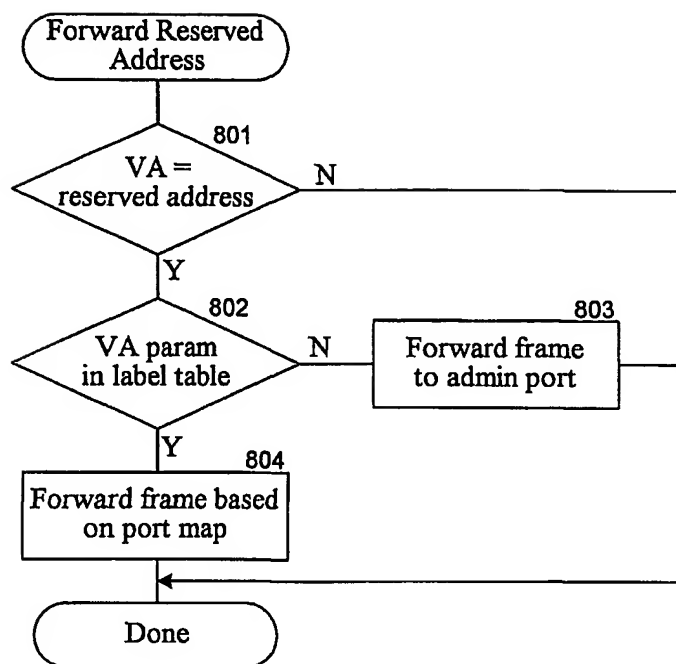 Forward Reserved
Address
801
VA =
reserved address
N
Y
802
VA param
in label table
N
803
Forward frame
to admin port
Y
804
Forward frame based
on port map
Done